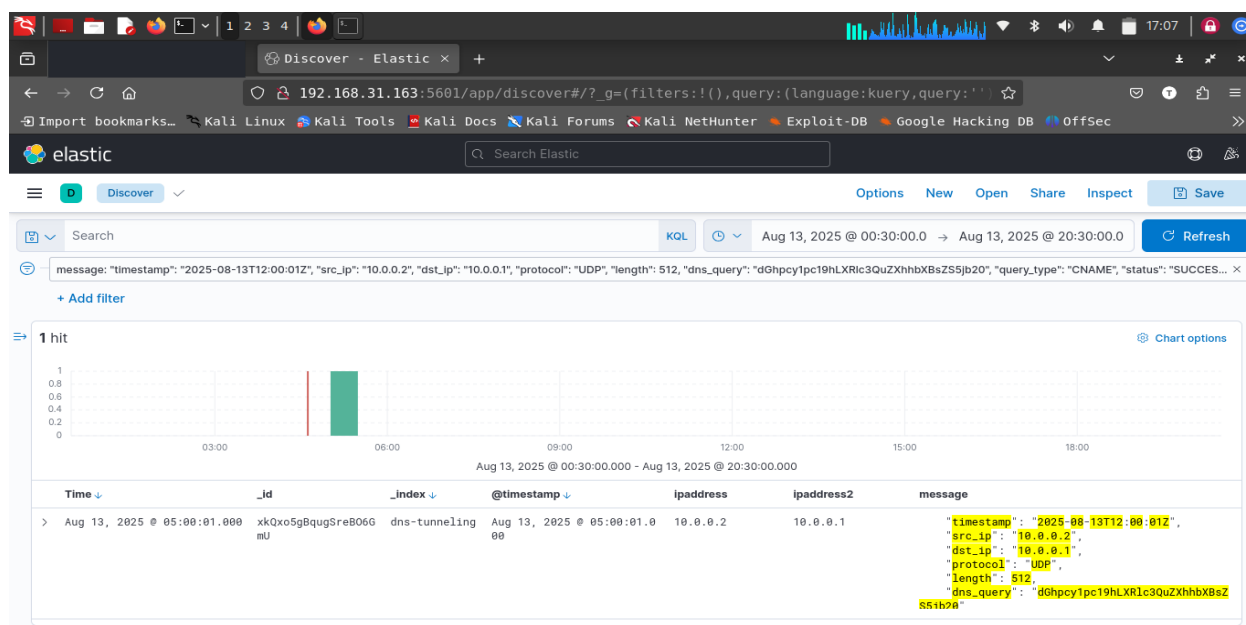 1 2 3 4 17:07
Discover - Elastic × +
192.168.31.163:5601/app/discover#/?_g=(filters:!(),query:(language:kuery,query:'')
Import bookmarks… Kali Linux Kali Tools Kali Docs Kali Forums Kali NetHunter Exploit-DB Google Hacking DB OffSec
elastic Search Elastic
D Discover Options New Open Share Inspect Save
Search KQL Aug 13, 2025 @ 00:30:00.0 → Aug 13, 2025 @ 20:30:00.0 Refresh
message: "timestamp": "2025-08-13T12:00:01Z", "src_ip": "10.0.0.2", "dst_ip": "10.0.0.1", "protocol": "UDP", "length": 512, "dns_query": "dGhpcy1pc19hLXRlc3QuZXhhbXBsZS5jb20", "query_type": "CNAME", "status": "SUCCES... ×
+ Add filter
1 hit Chart options
1
0.8
0.6
0.4
0.2
0
03:00 06:00 09:00 12:00 15:00 18:00
Aug 13, 2025 @ 00:30:00.000 - Aug 13, 2025 @ 20:30:00.000
Time _id _index @timestamp ipaddress ipaddress2 message
Aug 13, 2025 @ 05:00:01.000 xkQxo5gBqugSreBO6G dns-tunneling Aug 13, 2025 @ 05:00:01.0 10.0.0.2 10.0.0.1 "timestamp": "2025-08-13T12:00:01Z",
mU 00 "src_ip": "10.0.0.2",
"dst_ip": "10.0.0.1",
"protocol": "UDP",
"length": 512,
"dns_query": "dGhpcy1pc19hLXRlc3QuZXhhbXBsZ
S5jb20"